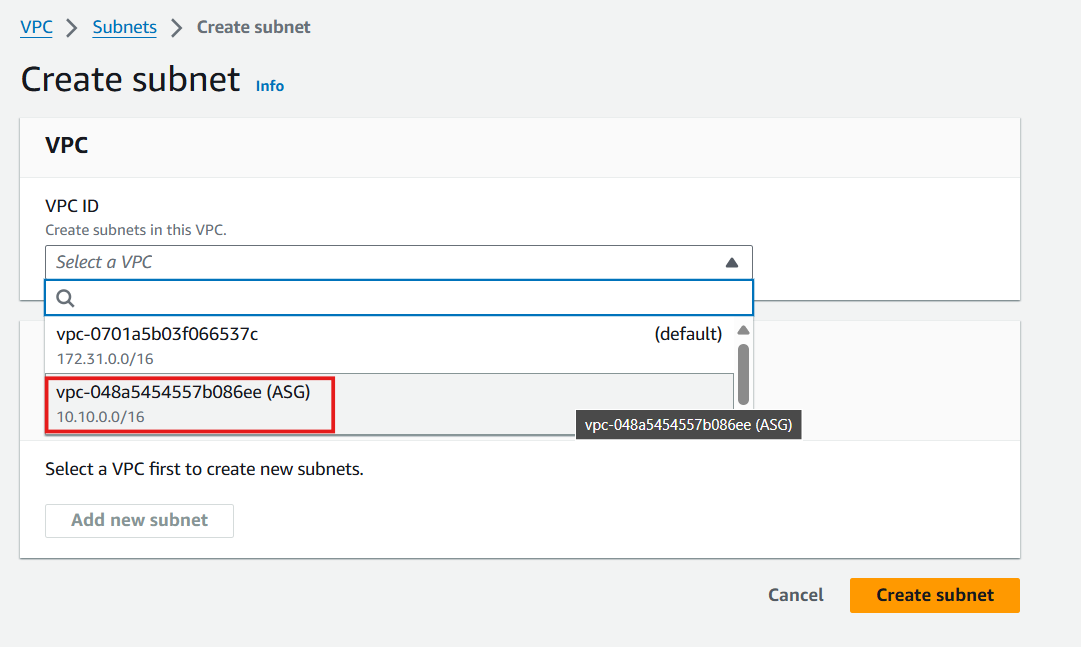 VPC > Subnets > Create subnet
Create subnet Info
VPC
VPC ID
Create subnets in this VPC.
Select a VPC
vpc-0701a5b03f066537c (default)
172.31.0.0/16
vpc-048a5454557b086ee (ASG)
10.10.0.0/16
vpc-048a5454557b086ee (ASG)
Select a VPC first to create new subnets.
Add new subnet
Cancel Create subnet